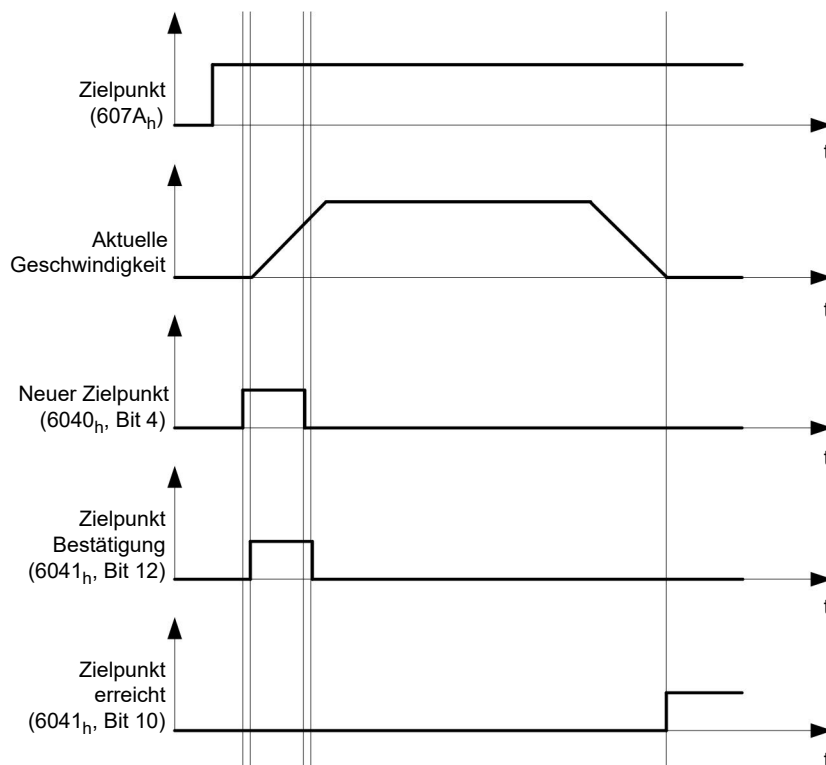 Zielpunkt
(607Aₕ)
t
Aktuelle
Geschwindigkeit
t
Neuer Zielpunkt
(6040ₕ, Bit 4)
t
Zielpunkt
Bestätigung
(6041ₕ, Bit 12)
t
Zielpunkt
erreicht
(6041ₕ, Bit 10)
t